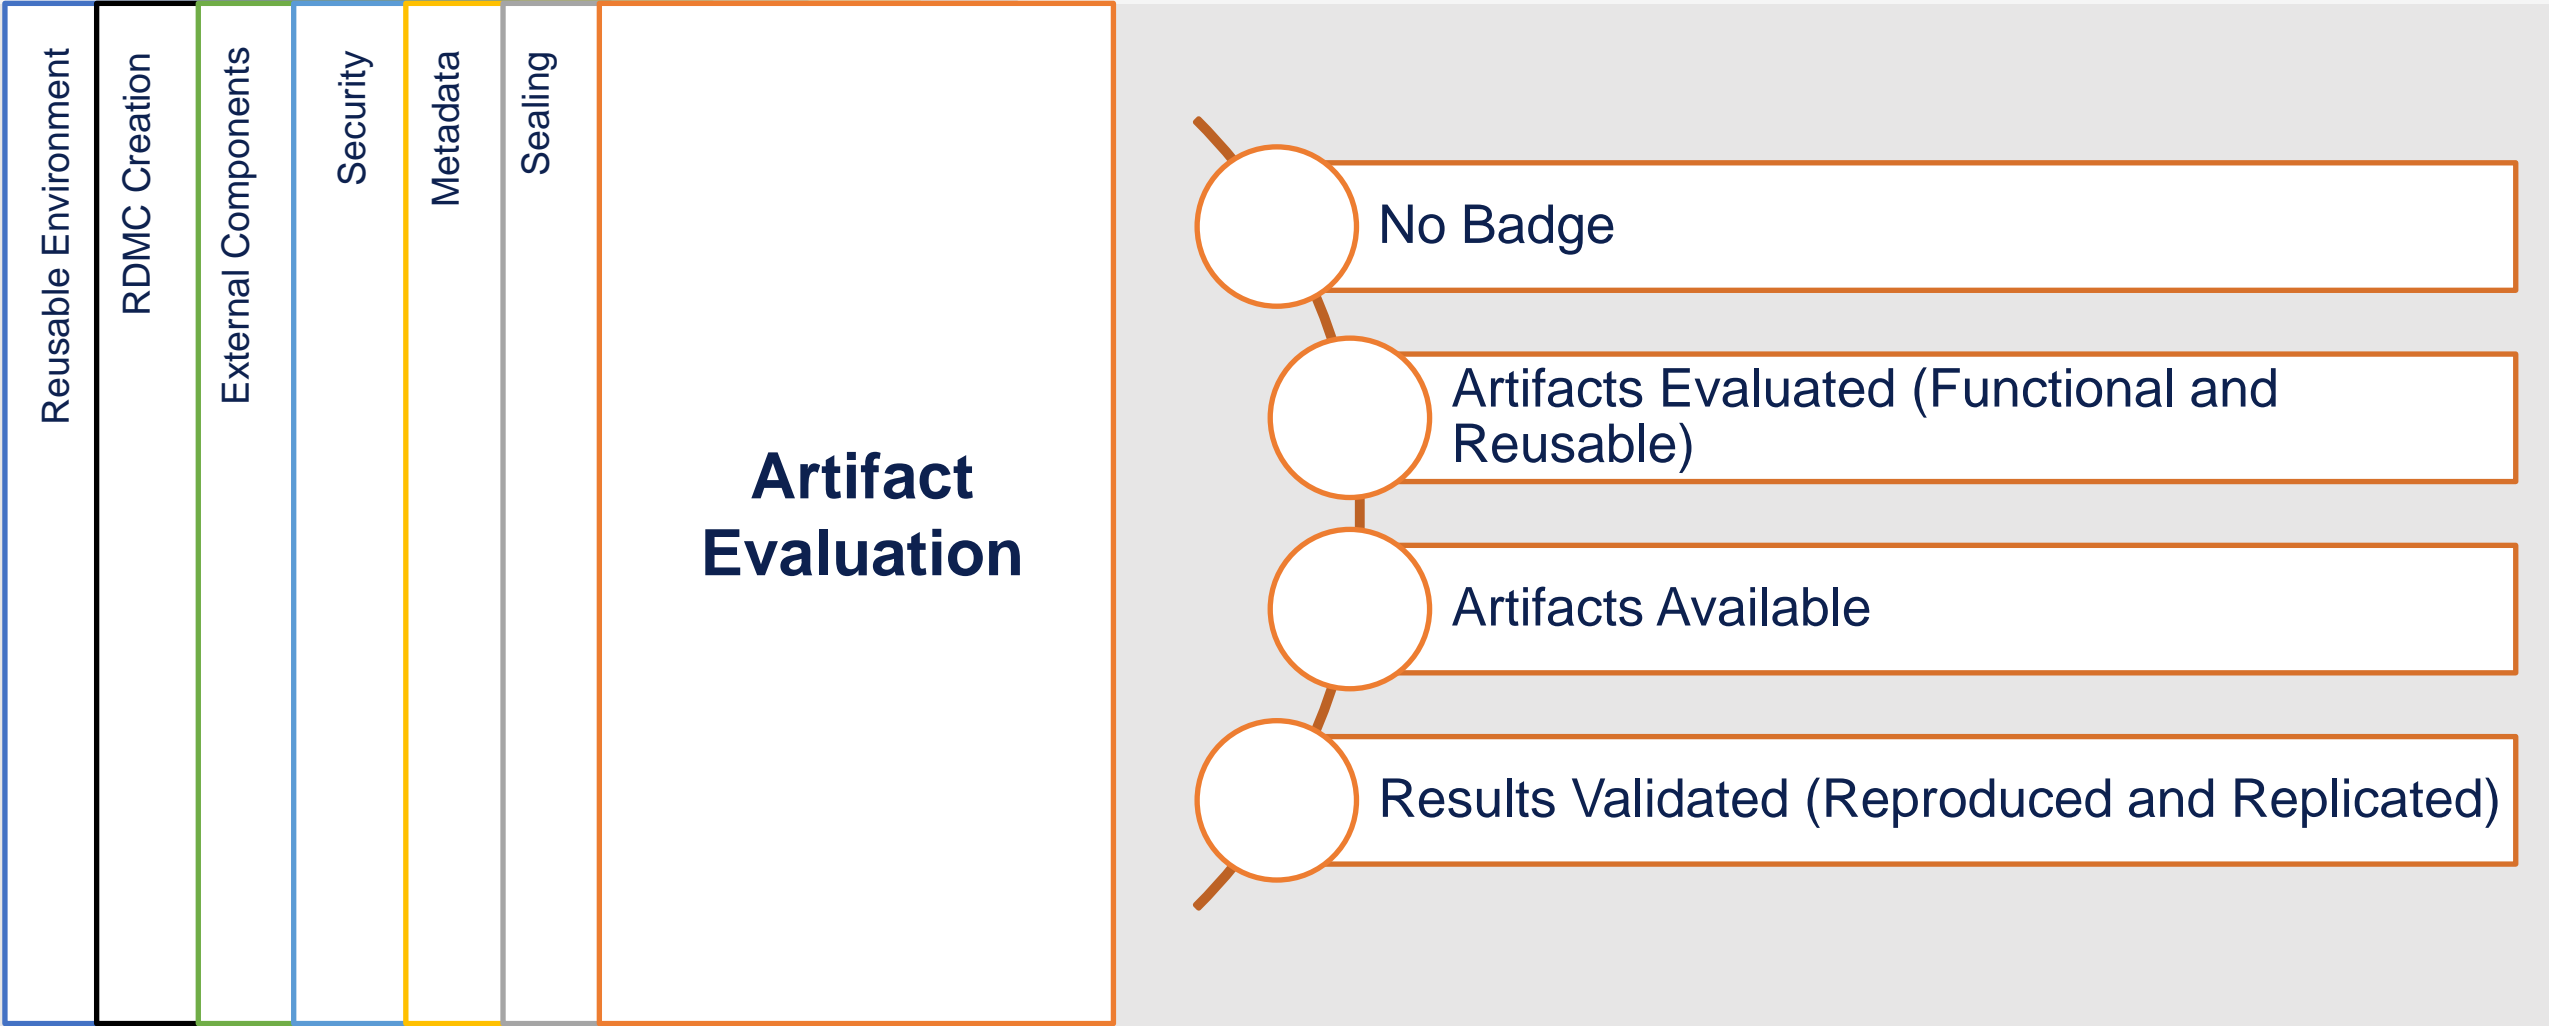 Reusable Environment
RDMC Creation
External Components
Security
Metadata
Sealing
Artifact
Evaluation
No Badge
Artifacts Evaluated (Functional and
Reusable)
Artifacts Available
Results Validated (Reproduced and Replicated)